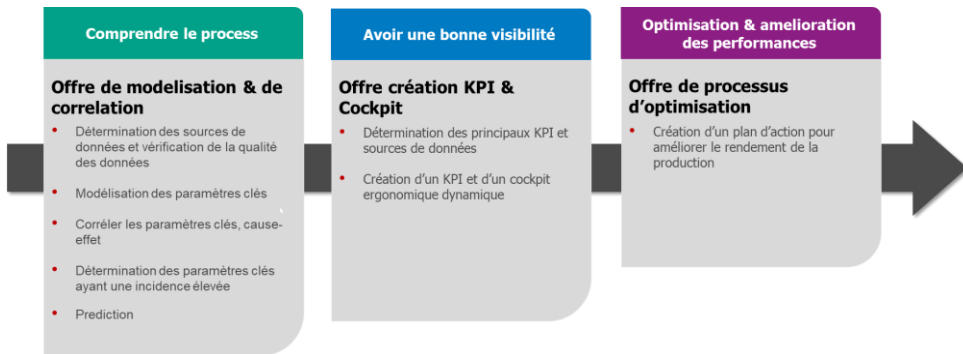 Comprendre le process
Offre de modelisation & de
correlation
• Détermination des sources de
données et vérification de la qualité
des données
• Modélisation des paramètres clés
• Corréler les paramètres clés, cause-
effet
• Détermination des paramètres clés
ayant une incidence élevée
• Prediction
Avoir une bonne visibilité
Offre création KPI &
Cockpit
• Détermination des principaux KPI et
sources de données
• Création d'un KPI et d'un cockpit
ergonomique dynamique
Optimisation & amelioration
des performances
Offre de processus
d'optimisation
• Création d'un plan d'action pour
améliorer le rendement de la
production